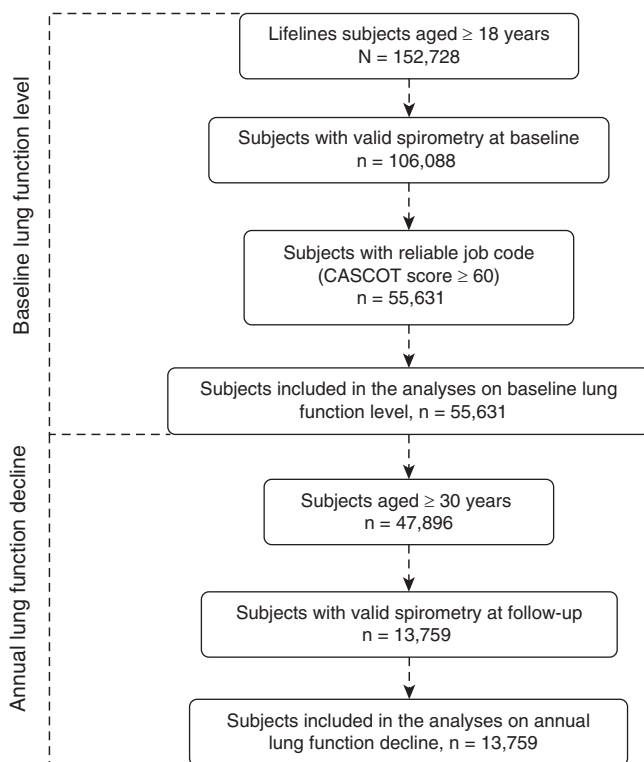 Baseline lung function level
Lifelines subjects aged ≥ 18 years
N = 152,728
Subjects with valid spirometry at baseline
n = 106,088
Subjects with reliable job code
(CASCOT score ≥ 60)
n = 55,631
Subjects included in the analyses on baseline lung
function level, n = 55,631
Annual lung function decline
Subjects aged ≥ 30 years
n = 47,896
Subjects with valid spirometry at follow-up
n = 13,759
Subjects included in the analyses on annual
lung function decline, n = 13,759